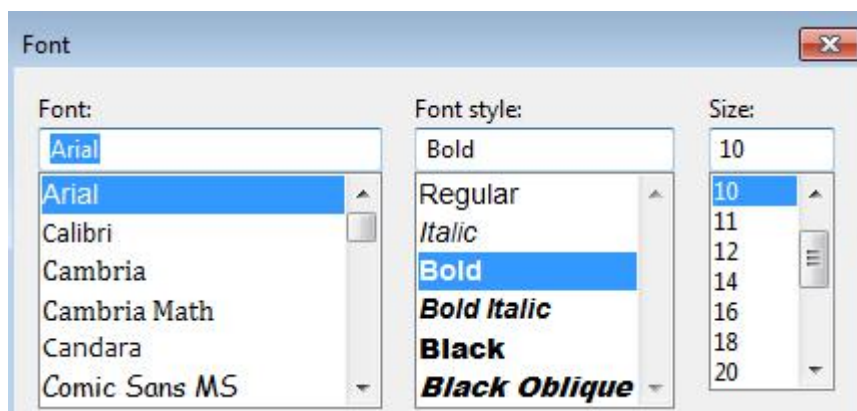 Font
Font:
Arial
Arial
Calibri
Cambria
Cambria Math
Candara
Comic Sans MS
Font style:
Bold
Regular
Italic
Bold
Bold Italic
Black
Black Oblique
Size:
10
10
11
12
14
16
18
20